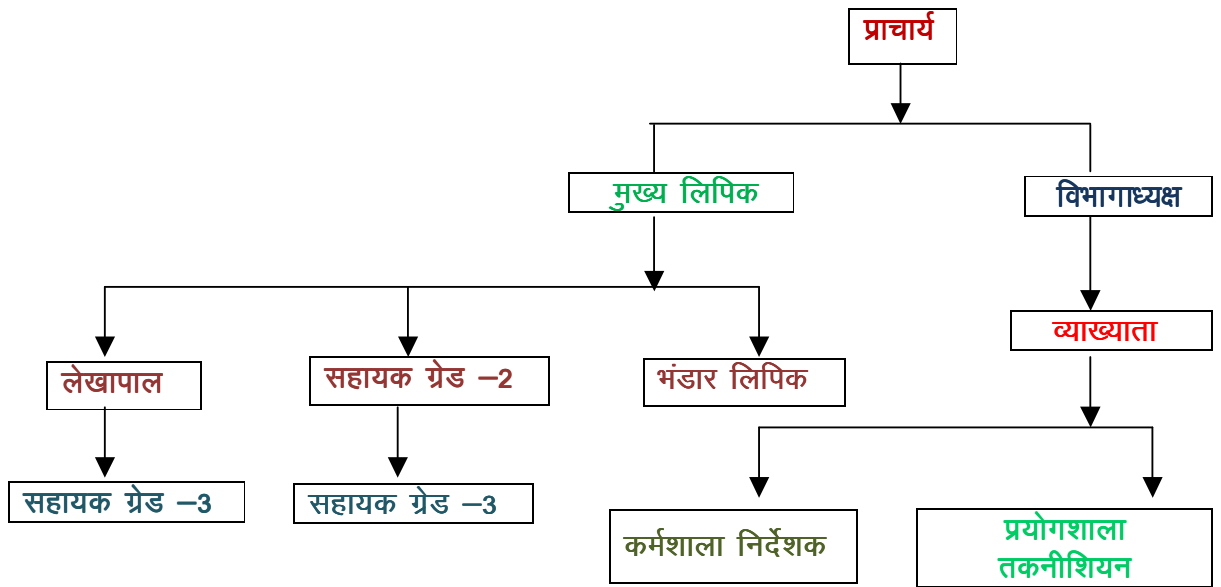 प्राचार्य
मुख्य लिपिक
विभागाध्यक्ष
व्याख्याता
लेखापाल
सहायक ग्रेड –2
भंडार लिपिक
सहायक ग्रेड –3
सहायक ग्रेड –3
कर्मशाला निर्देशक
प्रयोगशाला
तकनीशियन